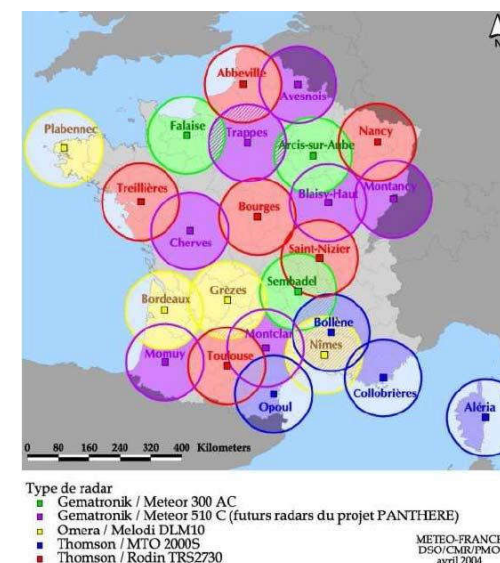 N
Abbeville
Avesnois
Plabennec
Falaise
Trappes
Arcis-sur-Aube
Nancy
Treillières
Bourges
Blaisy-Haut
Montancy
Cherves
Saint-Nizier
Sembadel
Grèzes
Bordeaux
Bollène
Montclar
Nîmes
Momuy
Toulouse
Opoul
Collobrières
Aléria
0 80 160 240 320 400 Kilometers
Type de radar
Gematronik / Meteor 300 AC
Gematronik / Meteor 510 C (futurs radars du projet PANTHERE)
Omera / Melodi DLM10
Thomson / MTO 2000S
Thomson / Rodin TRS2730
METEO-FRANCE
DSO/CMR/PMO
avril 2004